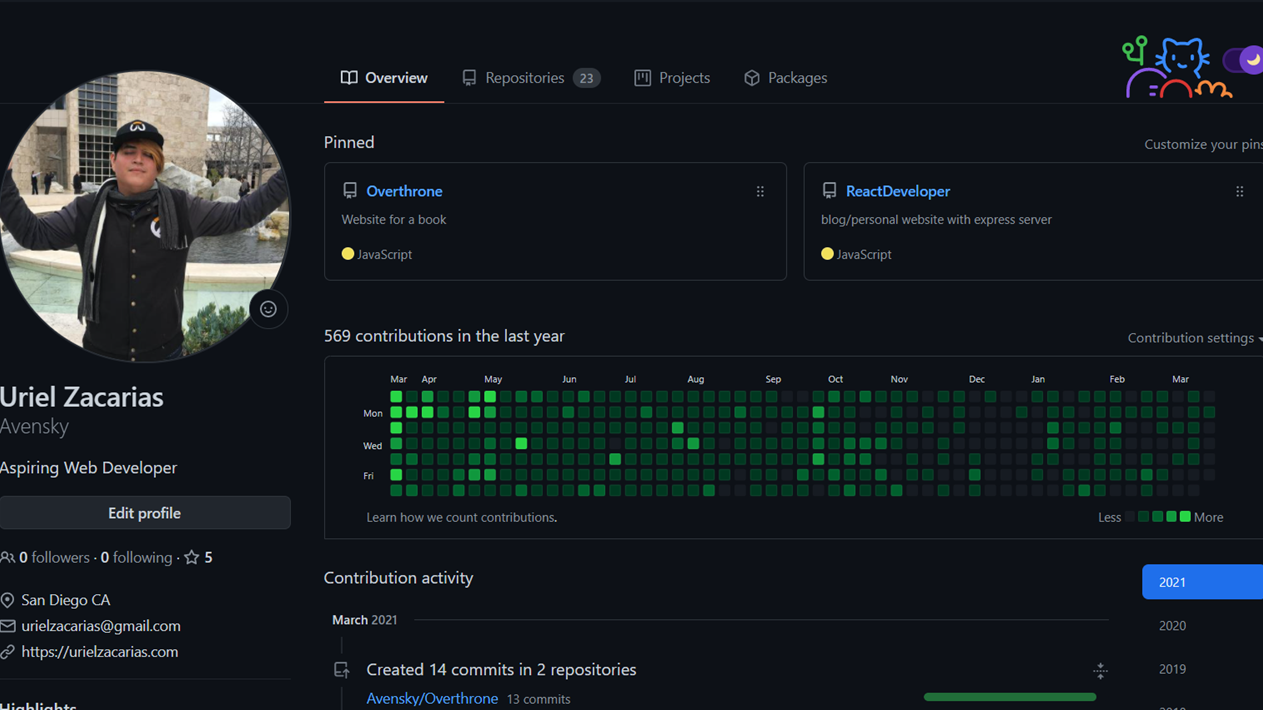 Overview Repositories 23 Projects Packages
Pinned
Customize your pins
Overthrone
Website for a book
JavaScript
ReactDeveloper
blog/personal website with express server
JavaScript
569 contributions in the last year
Contribution settings
Mar Apr May Jun Jul Aug Sep Oct Nov Dec Jan Feb Mar
Mon
Wed
Fri
Learn how we count contributions.
Less More
Uriel Zacarias
Avensky
Aspiring Web Developer
Edit profile
0 followers · 0 following · 5
San Diego CA
urielzacarias@gmail.com
https://urielzacarias.com
Highlights
Contribution activity
2021
2020
2019
March 2021
Created 14 commits in 2 repositories
Avensky/Overthrone 13 commits